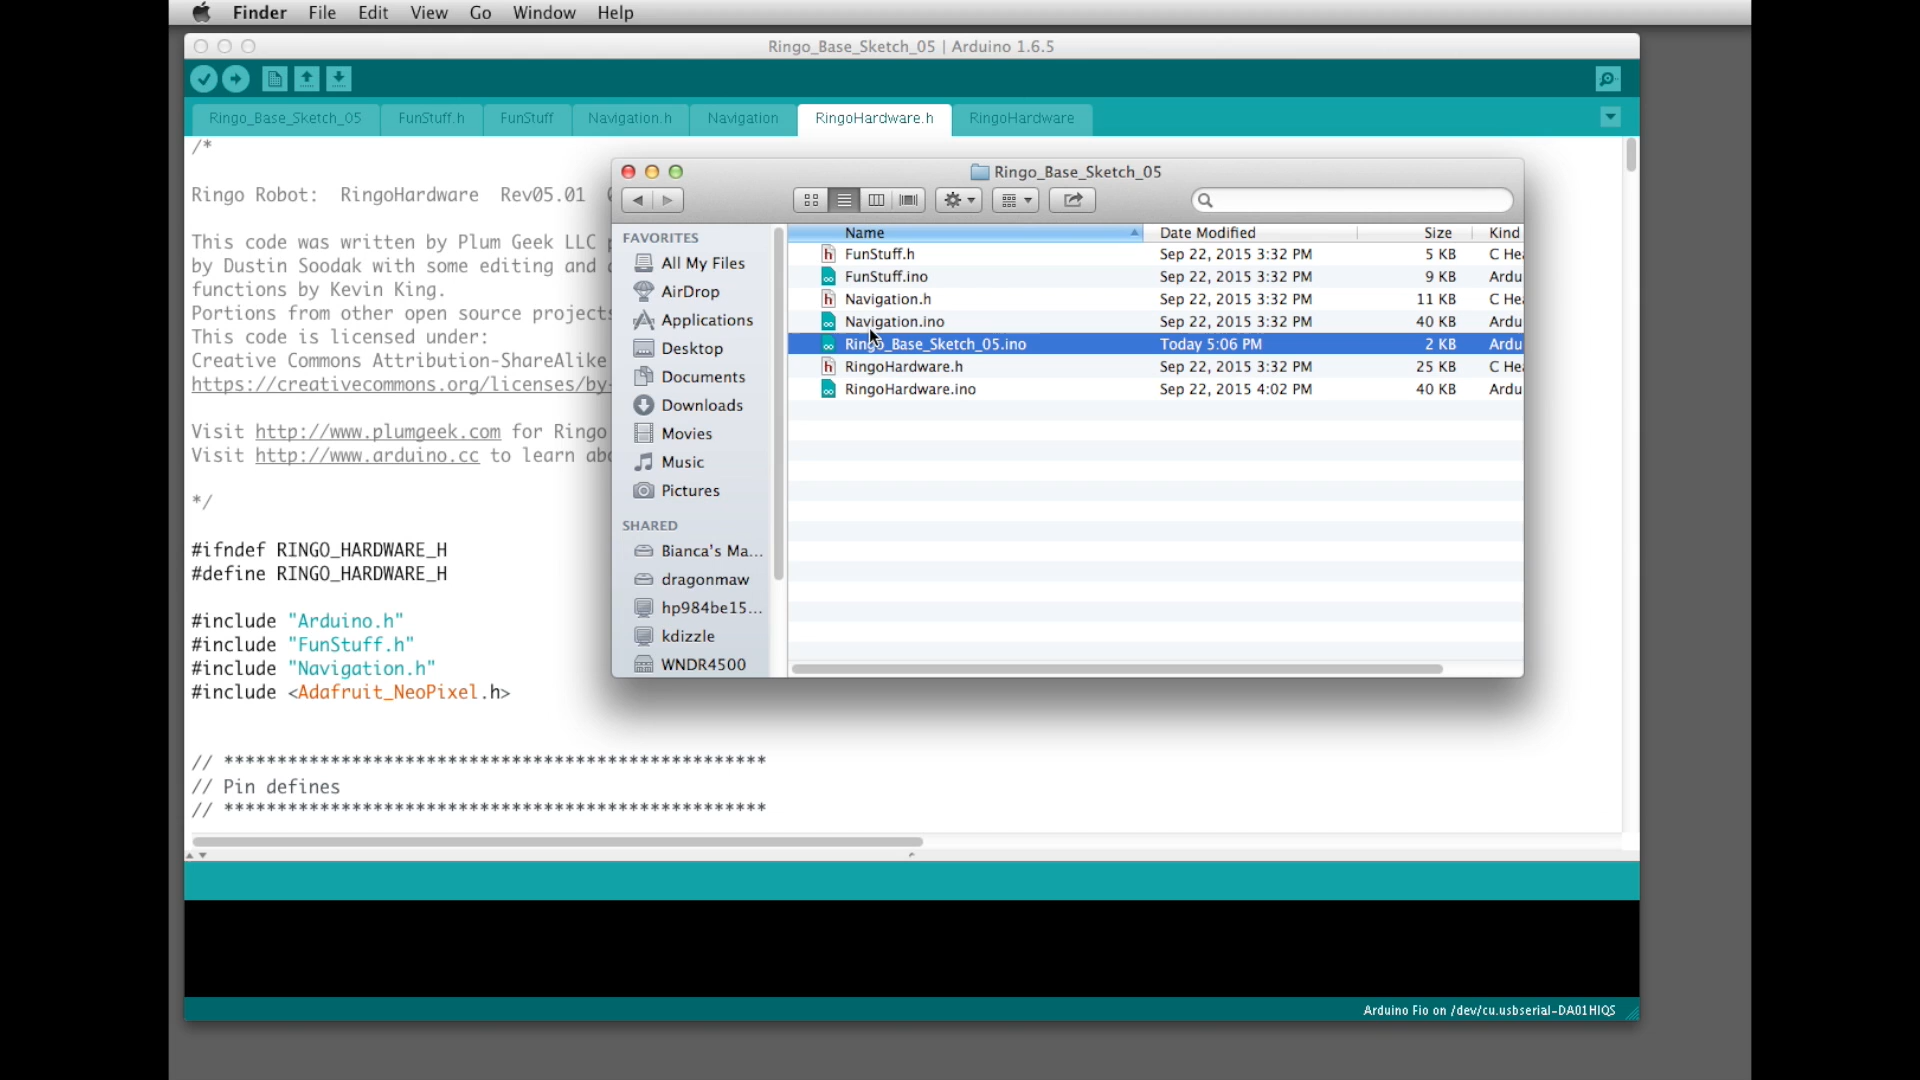 Finder File Edit View Go Window Help
Ringo_Base_Sketch_05 | Arduino 1.6.5
Ringo_Base_Sketch_05 FunStuff.h FunStuff Navigation.h Navigation RingoHardware.h RingoHardware
/*
Ringo Robot: RingoHardware Rev05.01
This code was written by Plum Geek LLC
by Dustin Soodak with some editing and
functions by Kevin King.
Portions from other open source projects
This code is licensed under:
Creative Commons Attribution-ShareAlike
https://creativecommons.org/licenses/by-
Visit http://www.plumgeek.com for Ringo
Visit http://www.arduino.cc to learn abo
*/
#ifndef RINGO_HARDWARE_H
#define RINGO_HARDWARE_H
#include "Arduino.h"
#include "FunStuff.h"
#include "Navigation.h"
#include <Adafruit_NeoPixel.h>
// ***************************************************
// Pin defines
// ***************************************************
Ringo_Base_Sketch_05
FAVORITES
All My Files
AirDrop
Applications
Desktop
Documents
Downloads
Movies
Music
Pictures
SHARED
Bianca's Ma...
dragonmaw
hp984be15...
kdizzle
WNDR4500
Name Date Modified Size Kind
FunStuff.h Sep 22, 2015 3:32 PM 5 KB C He
FunStuff.ino Sep 22, 2015 3:32 PM 9 KB Ardu
Navigation.h Sep 22, 2015 3:32 PM 11 KB C He
Navigation.ino Sep 22, 2015 3:32 PM 40 KB Ardu
Ringo_Base_Sketch_05.ino Today 5:06 PM 2 KB Ardu
RingoHardware.h Sep 22, 2015 3:32 PM 25 KB C He
RingoHardware.ino Sep 22, 2015 4:02 PM 40 KB Ardu
Arduino Fio on /dev/cu.usbserial-DA01HIQS